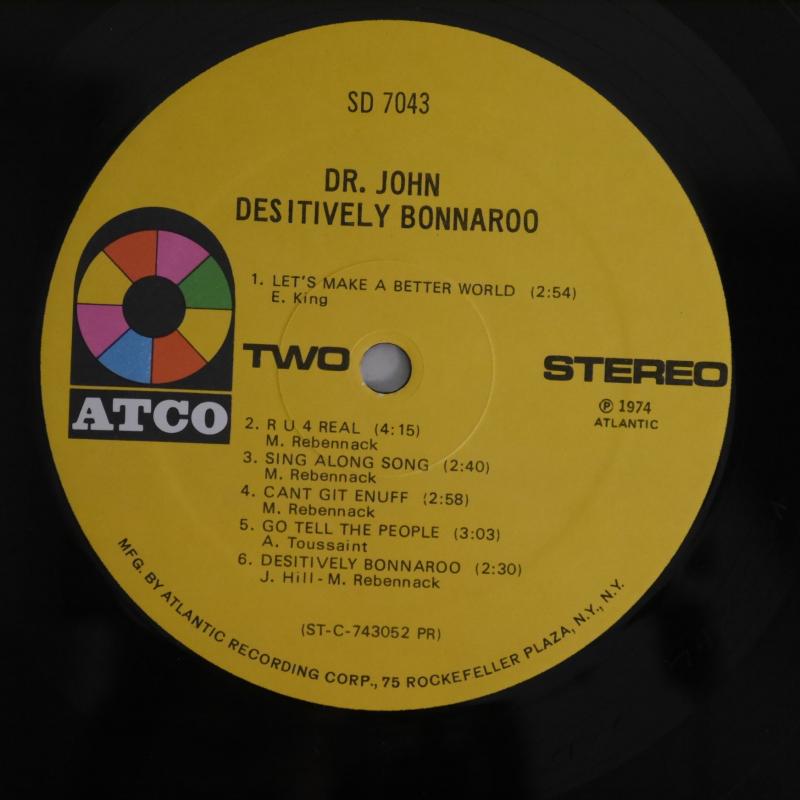 SD 7043
DR. JOHN
DESITIVELY BONNAROO
1. LET'S MAKE A BETTER WORLD (2:54)
E. King
TWO
STEREO
℗ 1974
ATLANTIC
ATCO
2. R U 4 REAL (4:15)
M. Rebennack
3. SING ALONG SONG (2:40)
M. Rebennack
4. CANT GIT ENUFF (2:58)
M. Rebennack
5. GO TELL THE PEOPLE (3:03)
A. Toussaint
6. DESITIVELY BONNAROO (2:30)
J. Hill-M. Rebennack
(ST-C-743052 PR)
MFG. BY ATLANTIC RECORDING CORP., 75 ROCKEFELLER PLAZA, N.Y., N.Y.